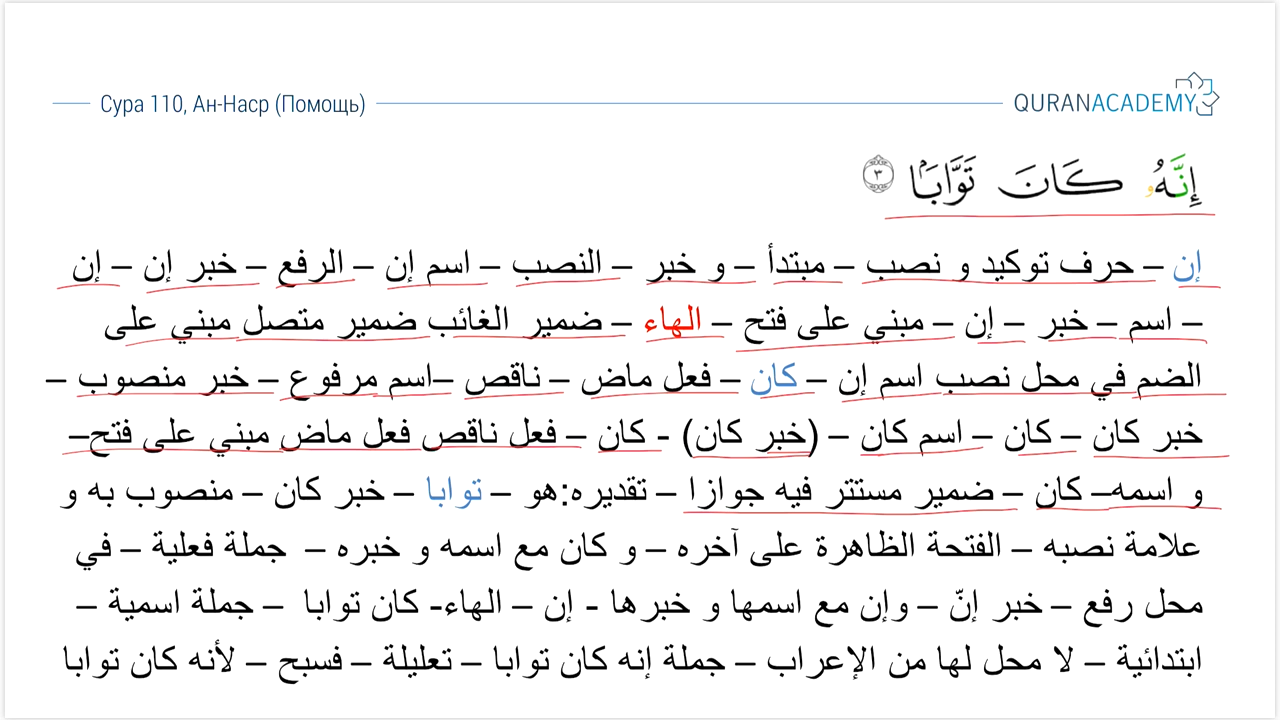 Сура 110, Ан-Наср (Помощь)
QURANACADEMY
إِنَّهُۥ كَانَ تَوَّابَۢا ٣
إن – حرف توكيد و نصب – مبتدأ – و خبر – النصب – اسم إن – الرفع – خبر إن – إن
– اسم – خبر – إن – مبني على فتح – الهاء – ضمير الغائب ضمير متصل مبني على
الضم في محل نصب اسم إن – كان – فعل ماض – ناقص –اسم مرفوع – خبر منصوب –
خبر كان – كان – اسم كان – (خبر كان) - كان – فعل ناقص فعل ماض مبني على فتح–
و اسمه– كان – ضمير مستتر فيه جوازا – تقديره:هو – توابا – خبر كان – منصوب به و
علامة نصبه – الفتحة الظاهرة على آخره – و كان مع اسمه و خبره – جملة فعلية – في
محل رفع – خبر إنّ – وإن مع اسمها و خبرها - إن – الهاء- كان توابا – جملة اسمية –
ابتدائية – لا محل لها من الإعراب – جملة إنه كان توابا – تعليلة – فسبح – لأنه كان توابا